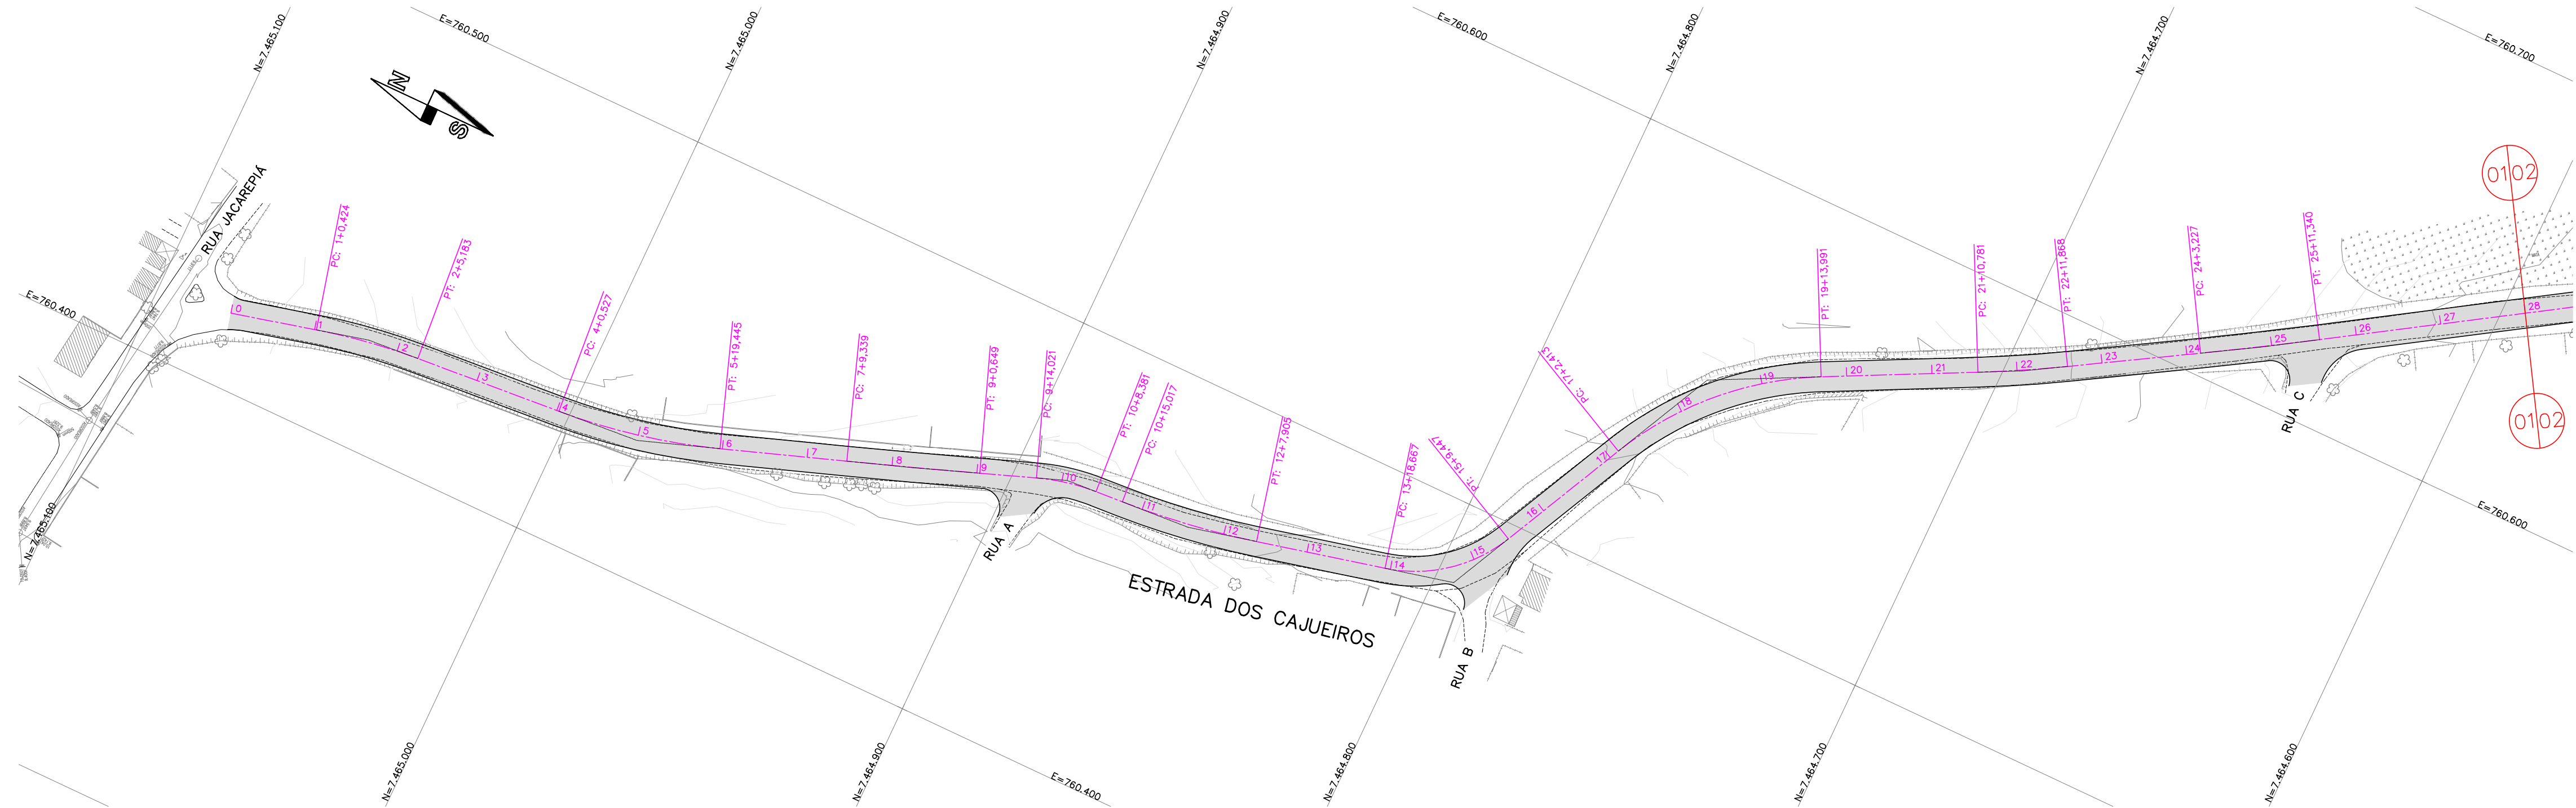 N=7.465.100
E=760.500
N=7.465.000
N=7.464.900
E=760.600
N=7.464.800
N=7.464.700
E=760.700
N
S
RUA JACAREPIÁ
E=760.400
PC: 1+0,424
PT: 2+5,183
PC: 4+0,527
PT: 5+19,445
PC: 7+9,339
PT: 9+0,649
PC: 9+14,021
PT: 10+8,381
PC: 10+15,017
PT: 12+7,905
PC: 13+18,667
PT: 15+9,447
PC: 17+2,413
PT: 19+13,991
PC: 21+10,781
PT: 22+11,868
PC: 24+3,227
PT: 25+11,340
01 02
0
1
2
3
4
5
6
7
8
9
10
11
12
13
14
15
16
17
18
19
20
21
22
23
24
25
26
27
28
01 02
RUA A
RUA B
RUA C
ESTRADA DOS CAJUEIROS
N=7.465.100
E=760.600
N=7.465.000
N=7.464.900
E=760.400
N=7.464.800
N=7.464.700
N=7.464.600